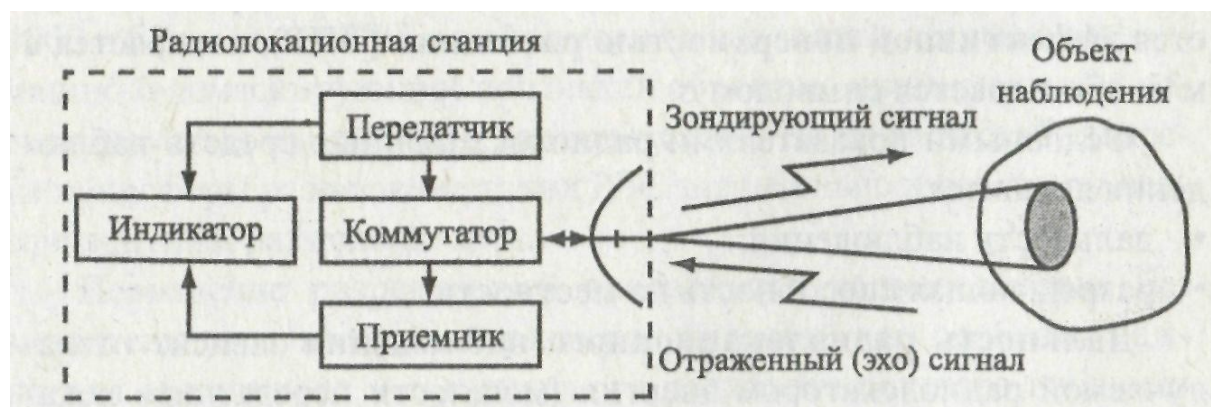 Радиолокационная станция
Объект
наблюдения
Передатчик
Зондирующий сигнал
Индикатор
Коммутатор
Приемник
Отраженный (эхо) сигнал